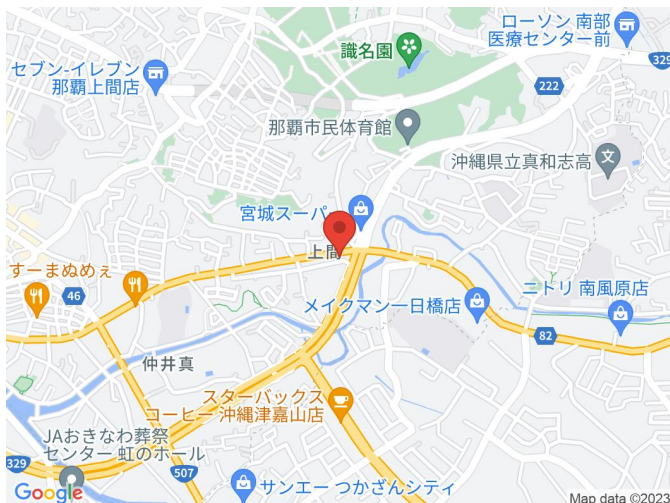 ローソン 南部
医療センター前
329
識名園
セブン-イレブン
那覇上間店
222
那覇市民体育館
沖縄県立真和志高
宮城スーパー
上間
すーまぬめぇ
46
メイクマン一日橋店
ニトリ 南風原店
82
仲井真
スターバックス
コーヒー 沖縄津嘉山店
JAおきなわ葬祭
センター 虹のホール
329
507
サンエー つかざんシティ
Google
Map data ©2023